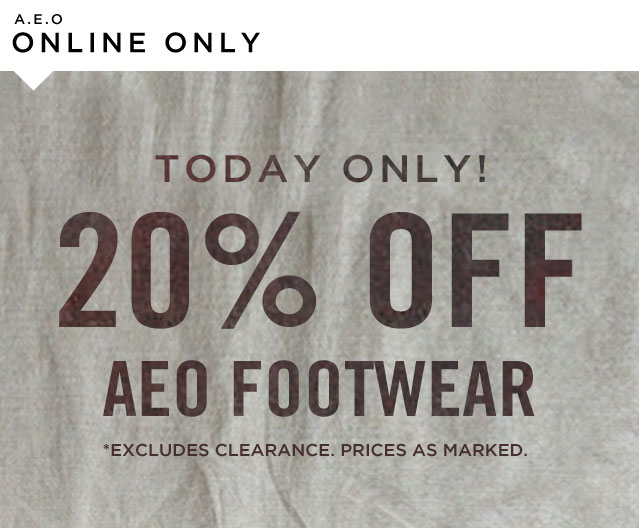 A.E.O
ONLINE ONLY
TODAY ONLY!
20% OFF
AEO FOOTWEAR
*EXCLUDES CLEARANCE. PRICES AS MARKED.